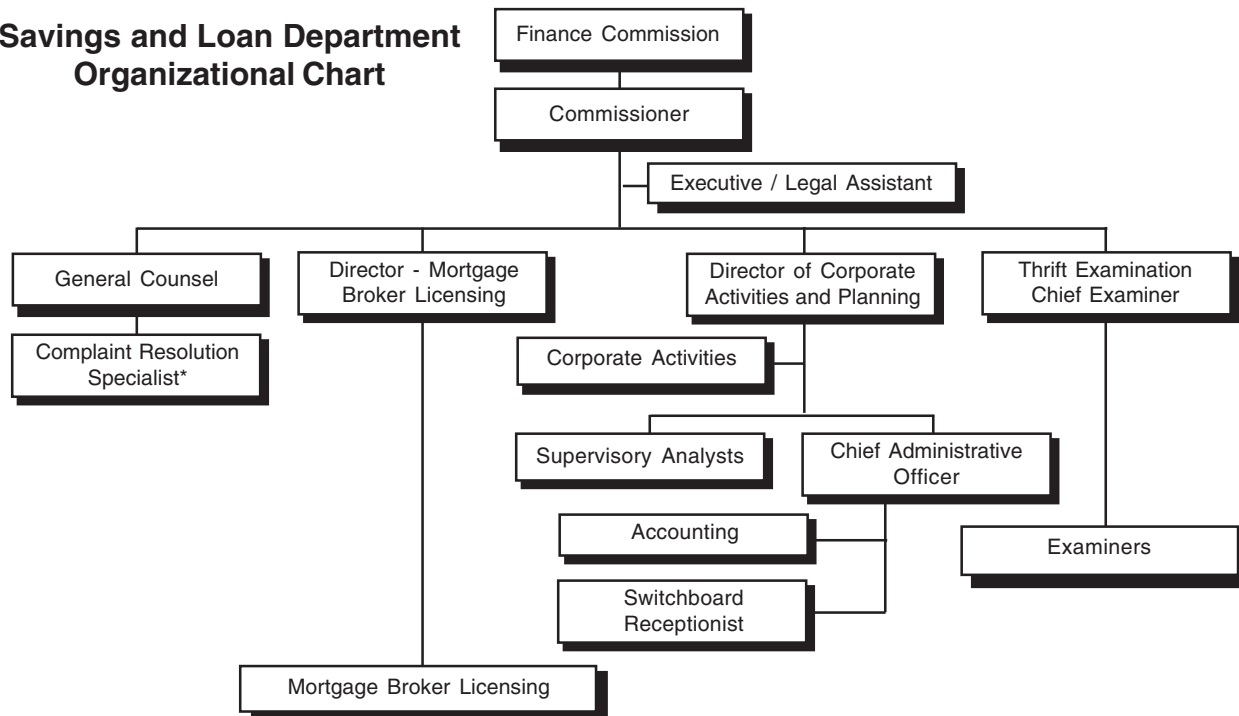 Savings and Loan Department
Organizational Chart
Finance Commission
Commissioner
Executive / Legal Assistant
General Counsel
Director - Mortgage
Broker Licensing
Director of Corporate
Activities and Planning
Thrift Examination
Chief Examiner
Complaint Resolution
Specialist*
Corporate Activities
Supervisory Analysts
Chief Administrative
Officer
Accounting
Examiners
Switchboard
Receptionist
Mortgage Broker Licensing